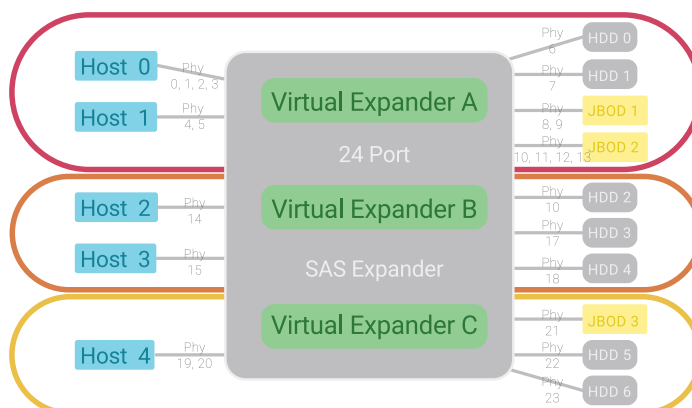 Host 0
Phy
0, 1, 2, 3
Host 1
Phy
4, 5
Host 2
Phy
14
Host 3
Phy
15
Host 4
Phy
19, 20
Virtual Expander A
24 Port
Virtual Expander B
SAS Expander
Virtual Expander C
Phy
6
HDD 0
Phy
7
HDD 1
Phy
8, 9
JBOD 1
Phy
10, 11, 12, 13
JBOD 2
Phy
10
HDD 2
Phy
17
HDD 3
Phy
18
HDD 4
Phy
21
JBOD 3
Phy
22
HDD 5
Phy
23
HDD 6